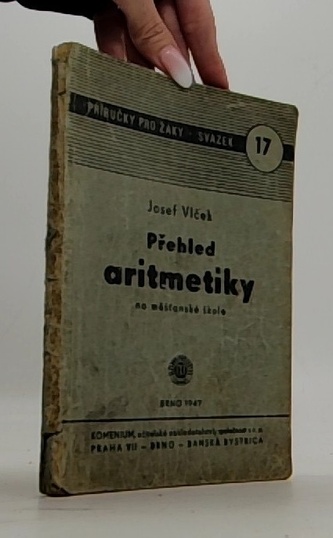 PŘÍRUČKY PRO ŽÁKY - SVAZEK 17
Josef Vlček
Přehled
aritmetiky
na měšťanské škole
BRNO 1947
KOMENIUM, učitelské nakladatelství, společnost s r. o.
PRAHA VII - BRNO - BANSKÁ BYSTRICA